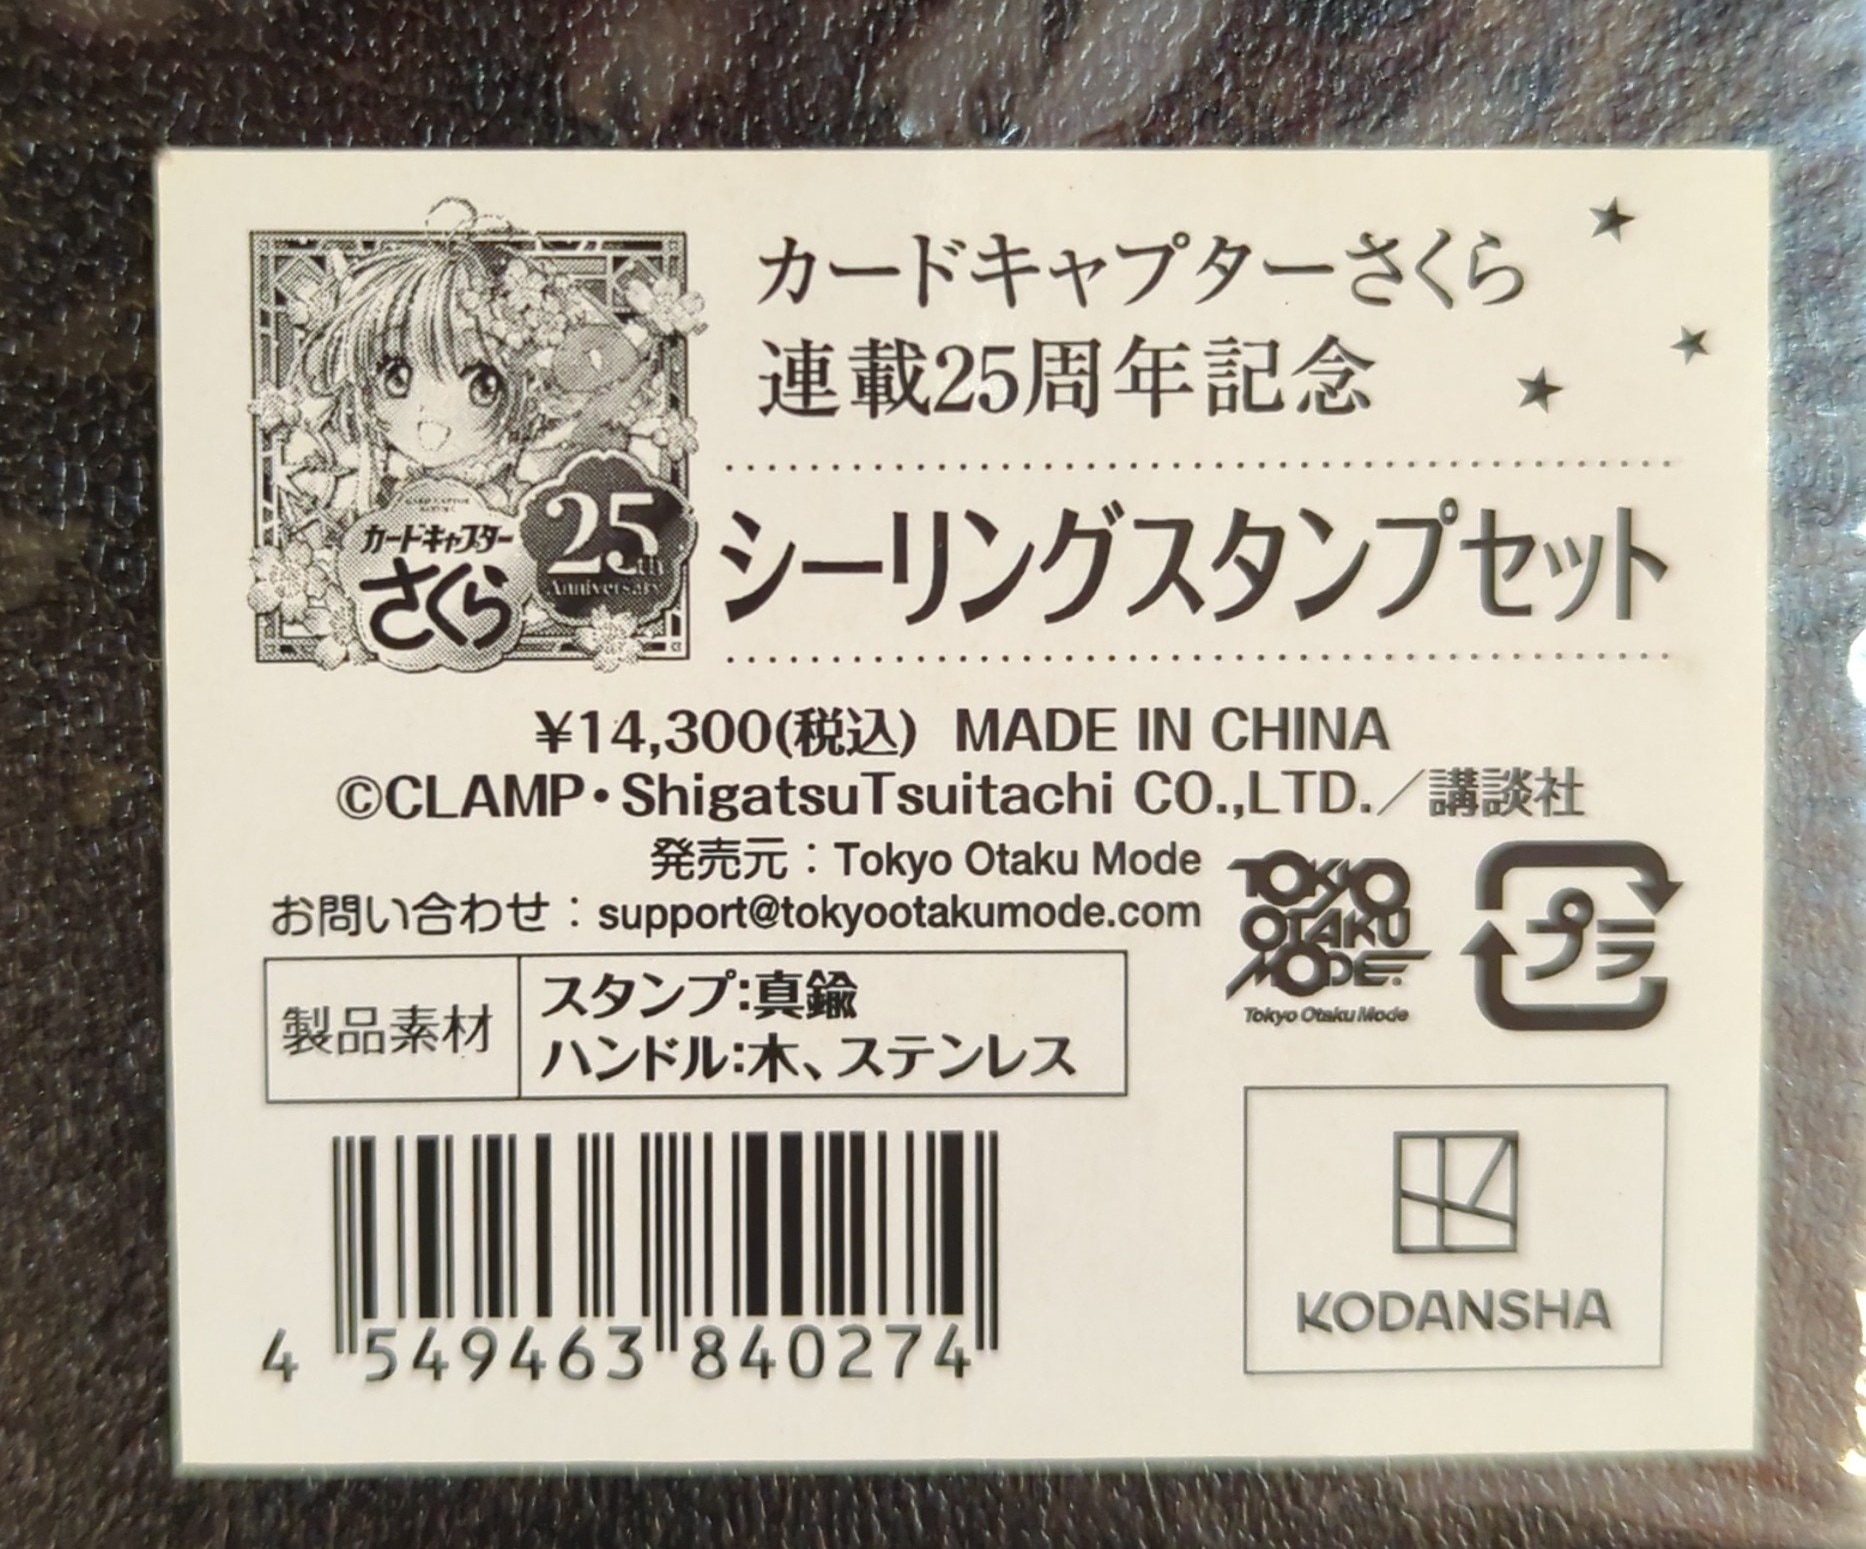 カードキャプターさくら
連載25周年記念
カードキャプター
さくら
25th
Anniversary
シーリングスタンプセット
¥14,300(税込) MADE IN CHINA
©CLAMP・ShigatsuTsuitachi CO.,LTD.／講談社
発売元：Tokyo Otaku Mode
お問い合わせ：support@tokyootakumode.com
TOKYO
OTAKU
MODE.
Tokyo Otaku Mode
プラ
製品素材
スタンプ:真鍮
ハンドル:木、ステンレス
4 549463 840274
KODANSHA